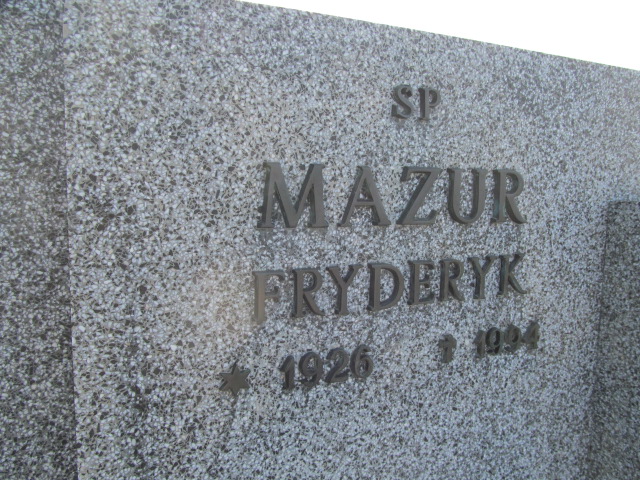 SP
MAZUR
FRYDERYK
* 1926 † 1994